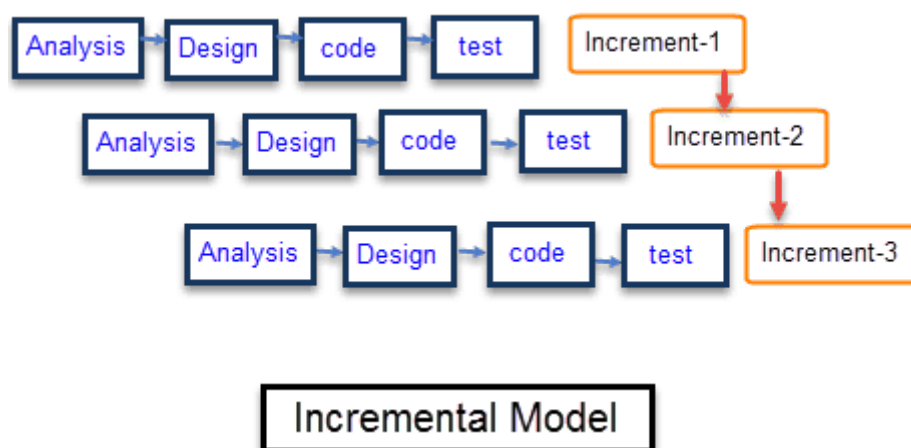 Analysis Design code test Increment-1
Analysis Design code test Increment-2
Analysis Design code test Increment-3
Incremental Model